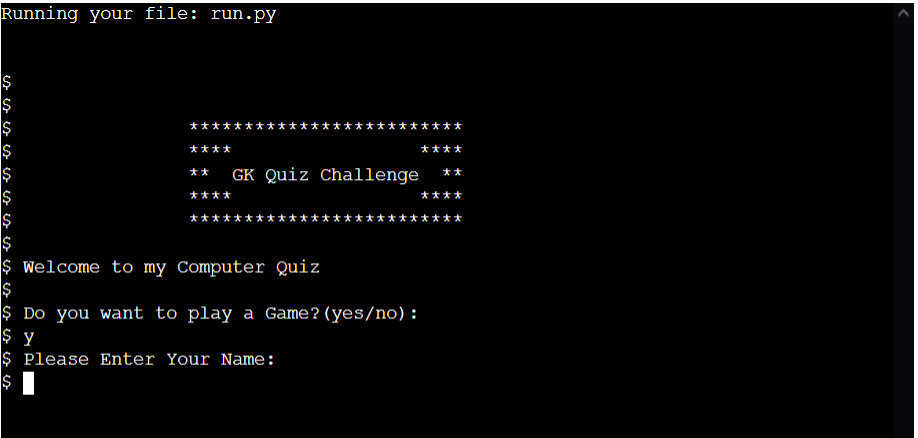 Running your file: run.py
$
$
$                *************************
$                ****                 ****
$                **  GK Quiz Challenge  **
$                ****                 ****
$                *************************
$
$ Welcome to my Computer Quiz
$
$ Do you want to play a Game?(yes/no):
$ y
$ Please Enter Your Name:
$